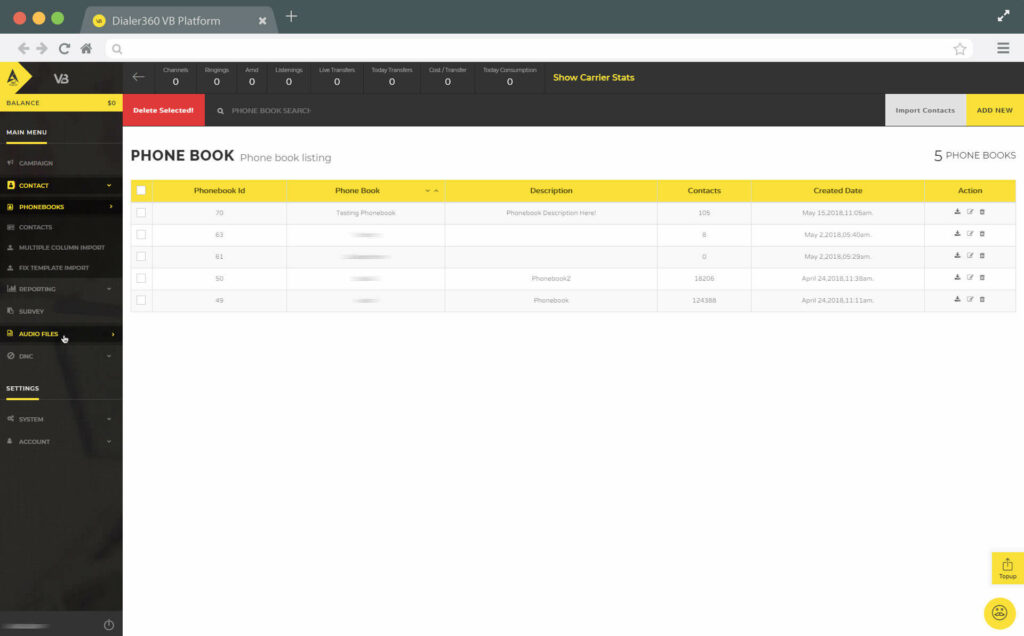 Dialer360 VB Platform
VB
Channels Ringings Amd Listenings Live Transfers Today Transfers Cost / Transfer Today Consumption
0 0 0 0 0 0 0 0
Show Carrier Stats
BALANCE $0
Delete Selected! PHONE BOOK SEARCH Import Contacts ADD NEW
MAIN MENU
CAMPAIGN
CONTACT
PHONEBOOKS
CONTACTS
MULTIPLE COLUMN IMPORT
FIX TEMPLATE IMPORT
REPORTING
SURVEY
AUDIO FILES
DNC
SETTINGS
SYSTEM
ACCOUNT
PHONE BOOK Phone book listing 5 PHONE BOOKS
Phonebook Id Phone Book Description Contacts Created Date Action
70 Testing Phonebook Phonebook Description Here! 105 May 15,2018,11:05am.
63 8 May 2,2018,05:40am.
61 0 May 2,2018,05:29am.
50 Phonebook2 16206 April 24,2018,11:38am.
49 Phonebook 124388 April 24,2018,11:11am.
Topup